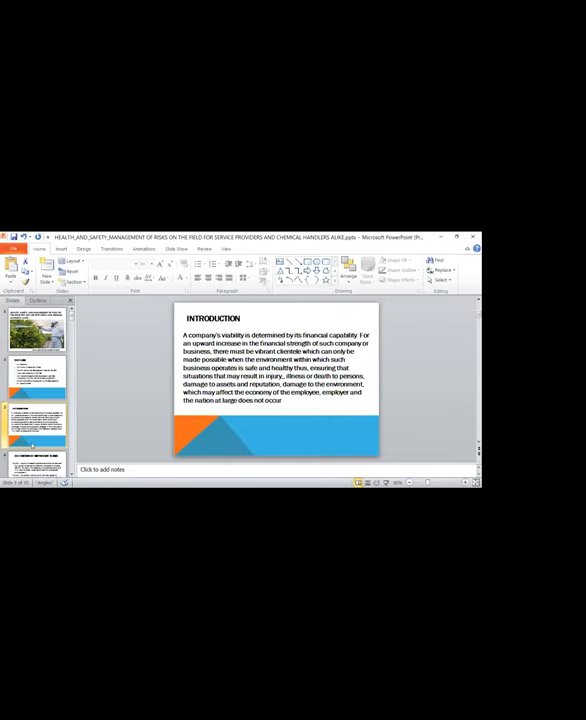 HEALTH_AND_SAFETY_MANAGEMENT OF RISKS ON THE FIELD FOR SERVICE PROVIDERS AND CHEMICAL HANDLERS ALIKE.pptx - Microsoft PowerPoint (Pr...
File Home Insert Design Transitions Animations Slide Show Review View
Layout
Reset
Section
Paste
New
Slide
Arrange
Quick
Styles
Shape Fill
Shape Outline
Shape Effects
Find
Replace
Select
Clipboard Slides Font Paragraph Drawing Editing
Slides Outline
INTRODUCTION
A company's viability is determined by its financial capability. For
an upward increase in the financial strength of such company or
business, there must be vibrant clientele which can only be
made possible when the environment within which such
business operates is safe and healthy thus, ensuring that
situations that may result in injury,, illness or death to persons,
damage to assets and reputation, damage to the environment,
which may affect the economy of the employee, employer and
the nation at large does not occur
Click to add notes
"Angles"